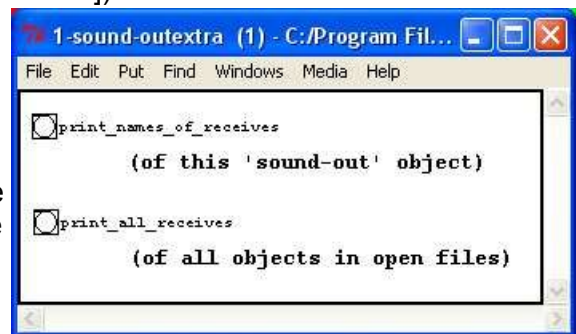 ])
1-sound-outextra (1) - C:/Program Fil...
File Edit Put Find Windows Media Help
print_names_of_receives
(of this 'sound-out' object)
e
print_all_receives
e
(of all objects in open files)